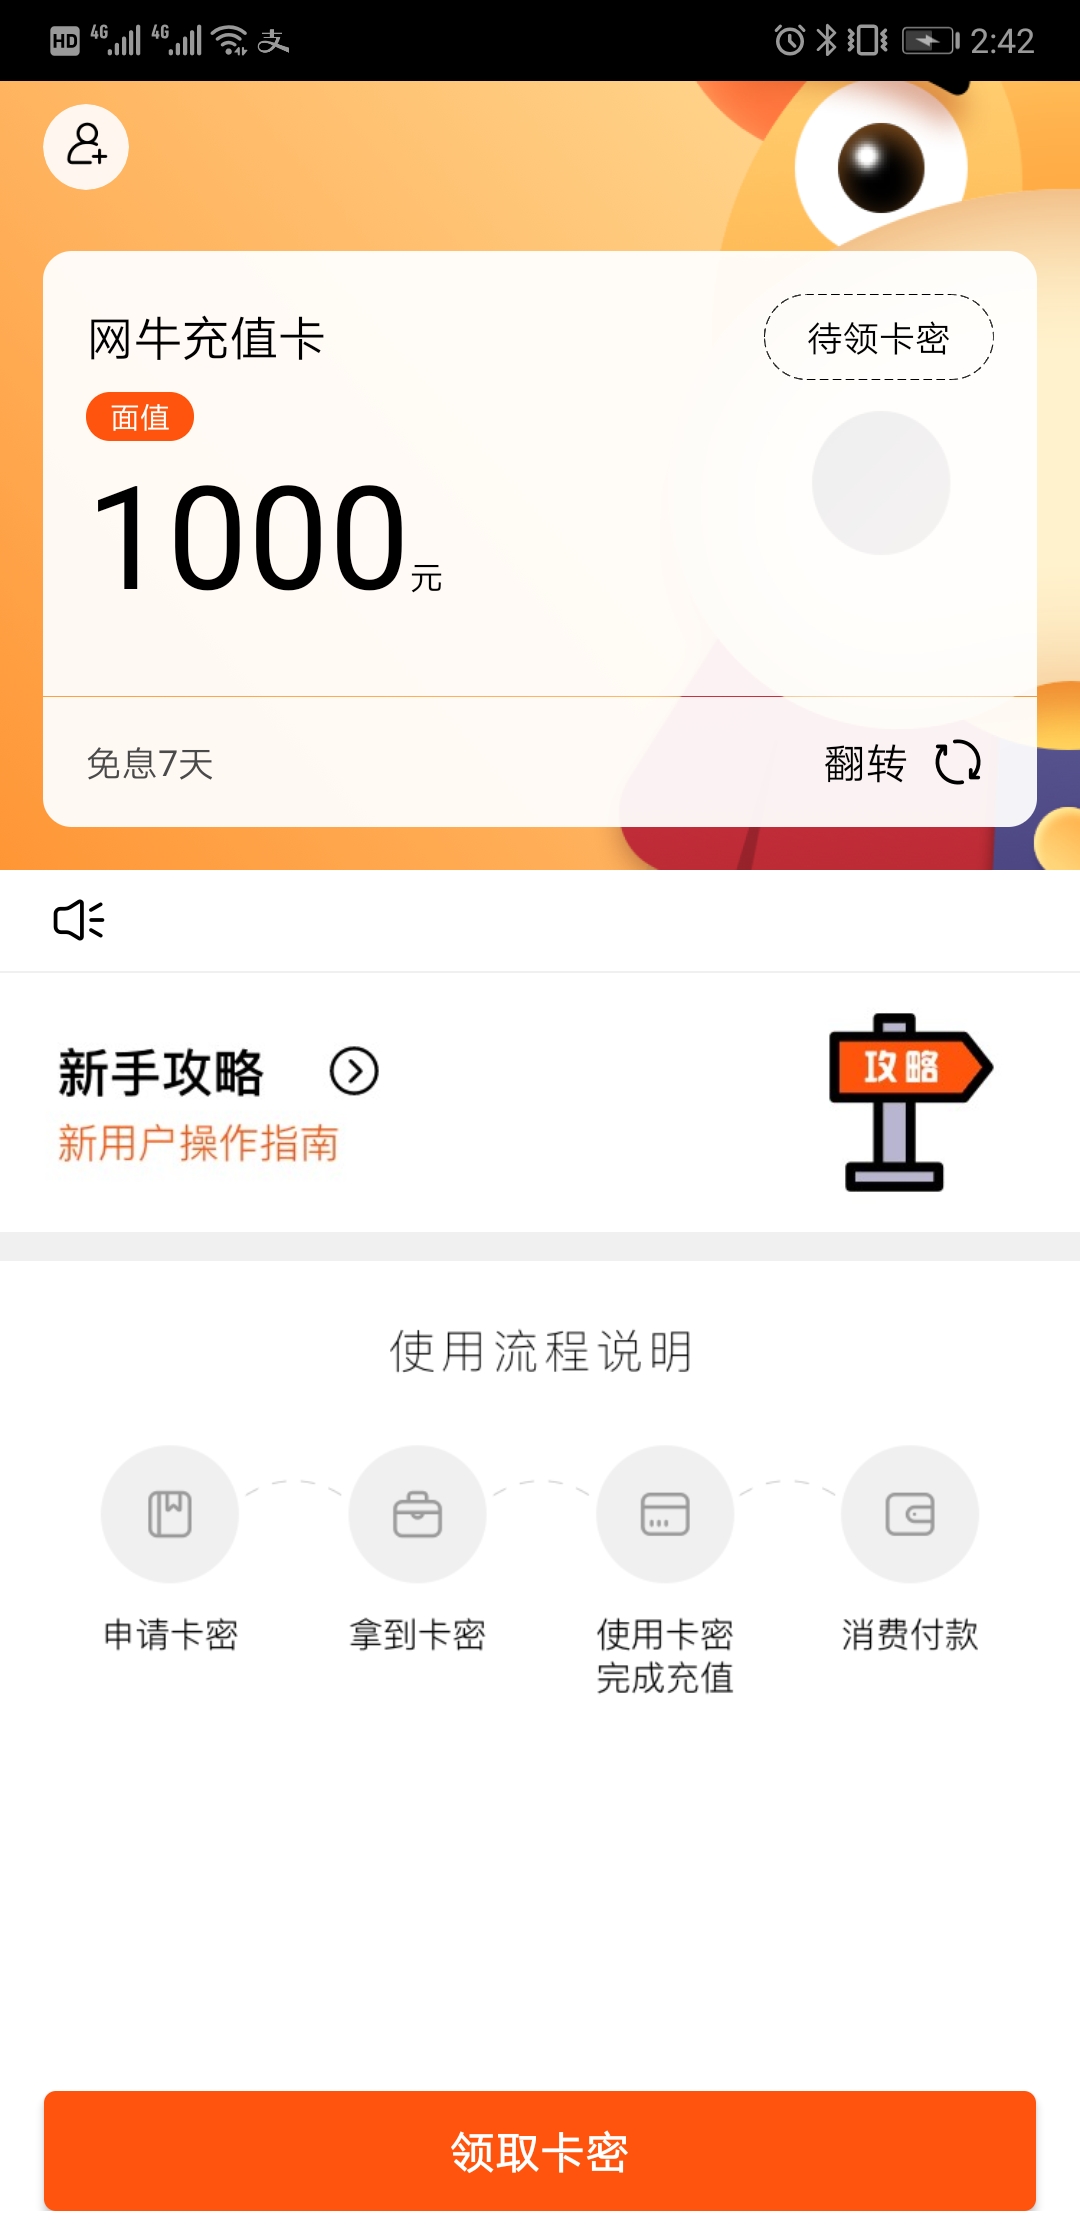 HD 4G 4G 支 2:42
网牛充值卡
待领卡密
面值
1000元
免息7天
翻转
新手攻略
攻略
新用户操作指南
使用流程说明
申请卡密 拿到卡密 使用卡密 消费付款
完成充值
领取卡密